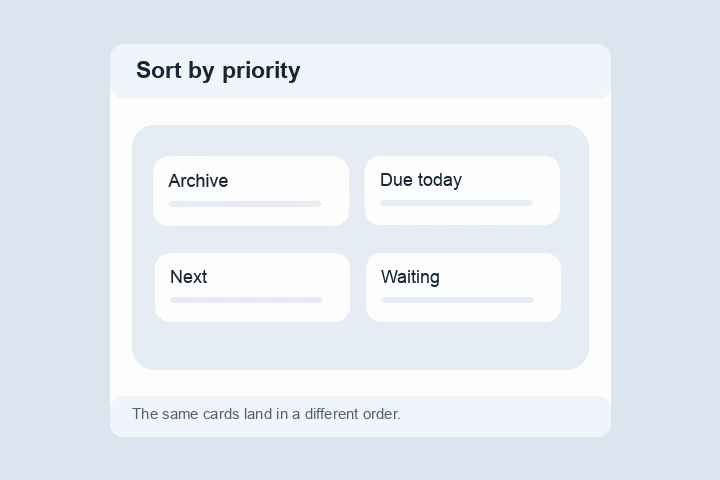 Sort by priority
Archive
Due today
Next
Waiting
The same cards land in a different order.